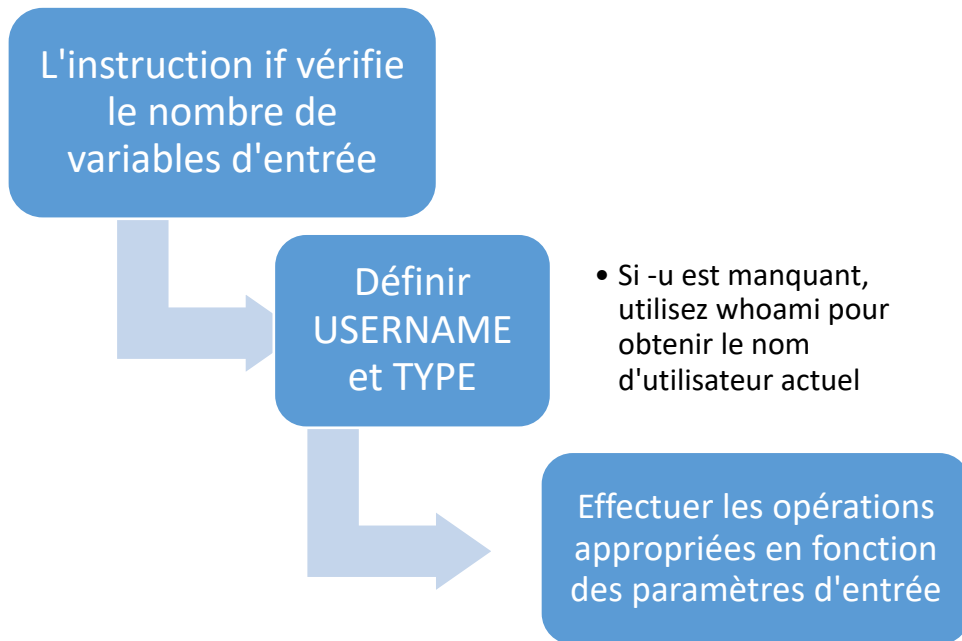 L'instruction if vérifie
le nombre de
variables d'entrée
Définir
USERNAME
et TYPE
• Si -u est manquant,
utilisez whoami pour
obtenir le nom
d'utilisateur actuel
Effectuer les opérations
appropriées en fonction
des paramètres d'entrée